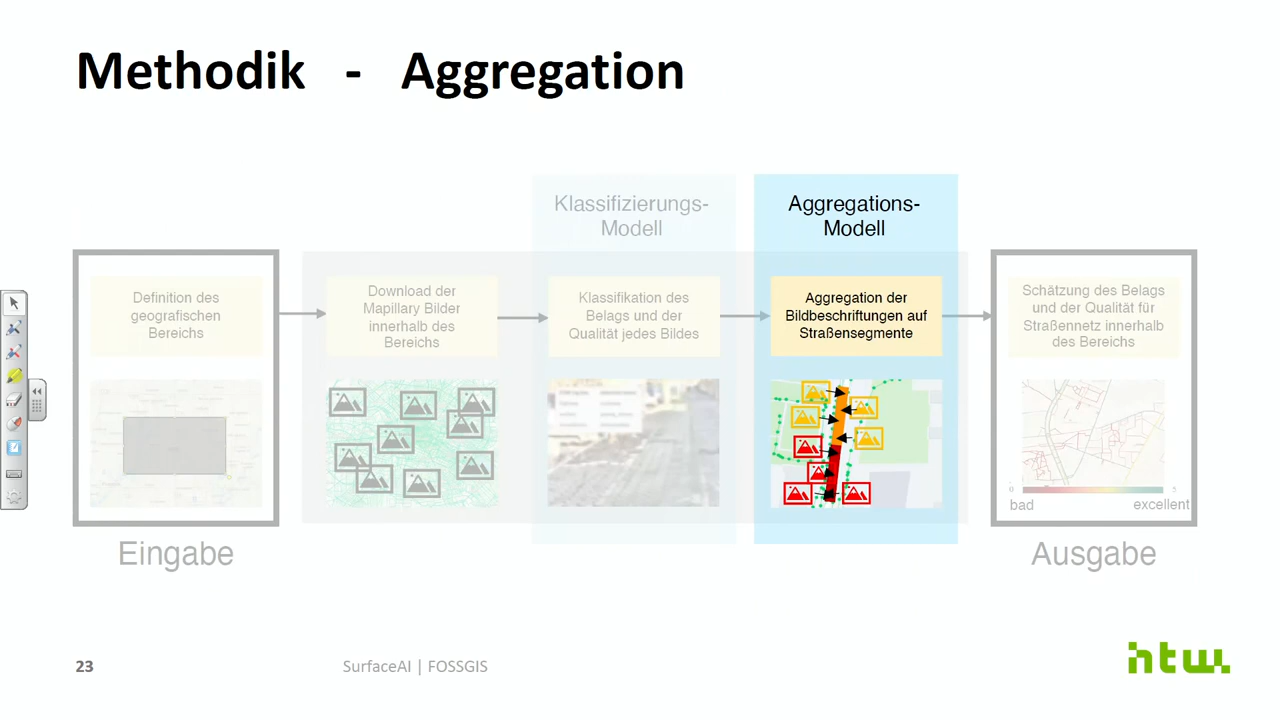 Methodik - Aggregation
Klassifizierungs-
Modell
Aggregations-
Modell
Definition des
geografischen
Bereichs
Download der
Mapillary Bilder
innerhalb des
Bereichs
Klassifikation des
Belags und der
Qualität jedes Bildes
Aggregation der
Bildbeschriftungen auf
Straßensegmente
Schätzung des Belags
und der Qualität für
Straßennetz innerhalb
des Bereichs
0
5
bad
excellent
Eingabe
Ausgabe
23
SurfaceAI | FOSSGIS
htw.